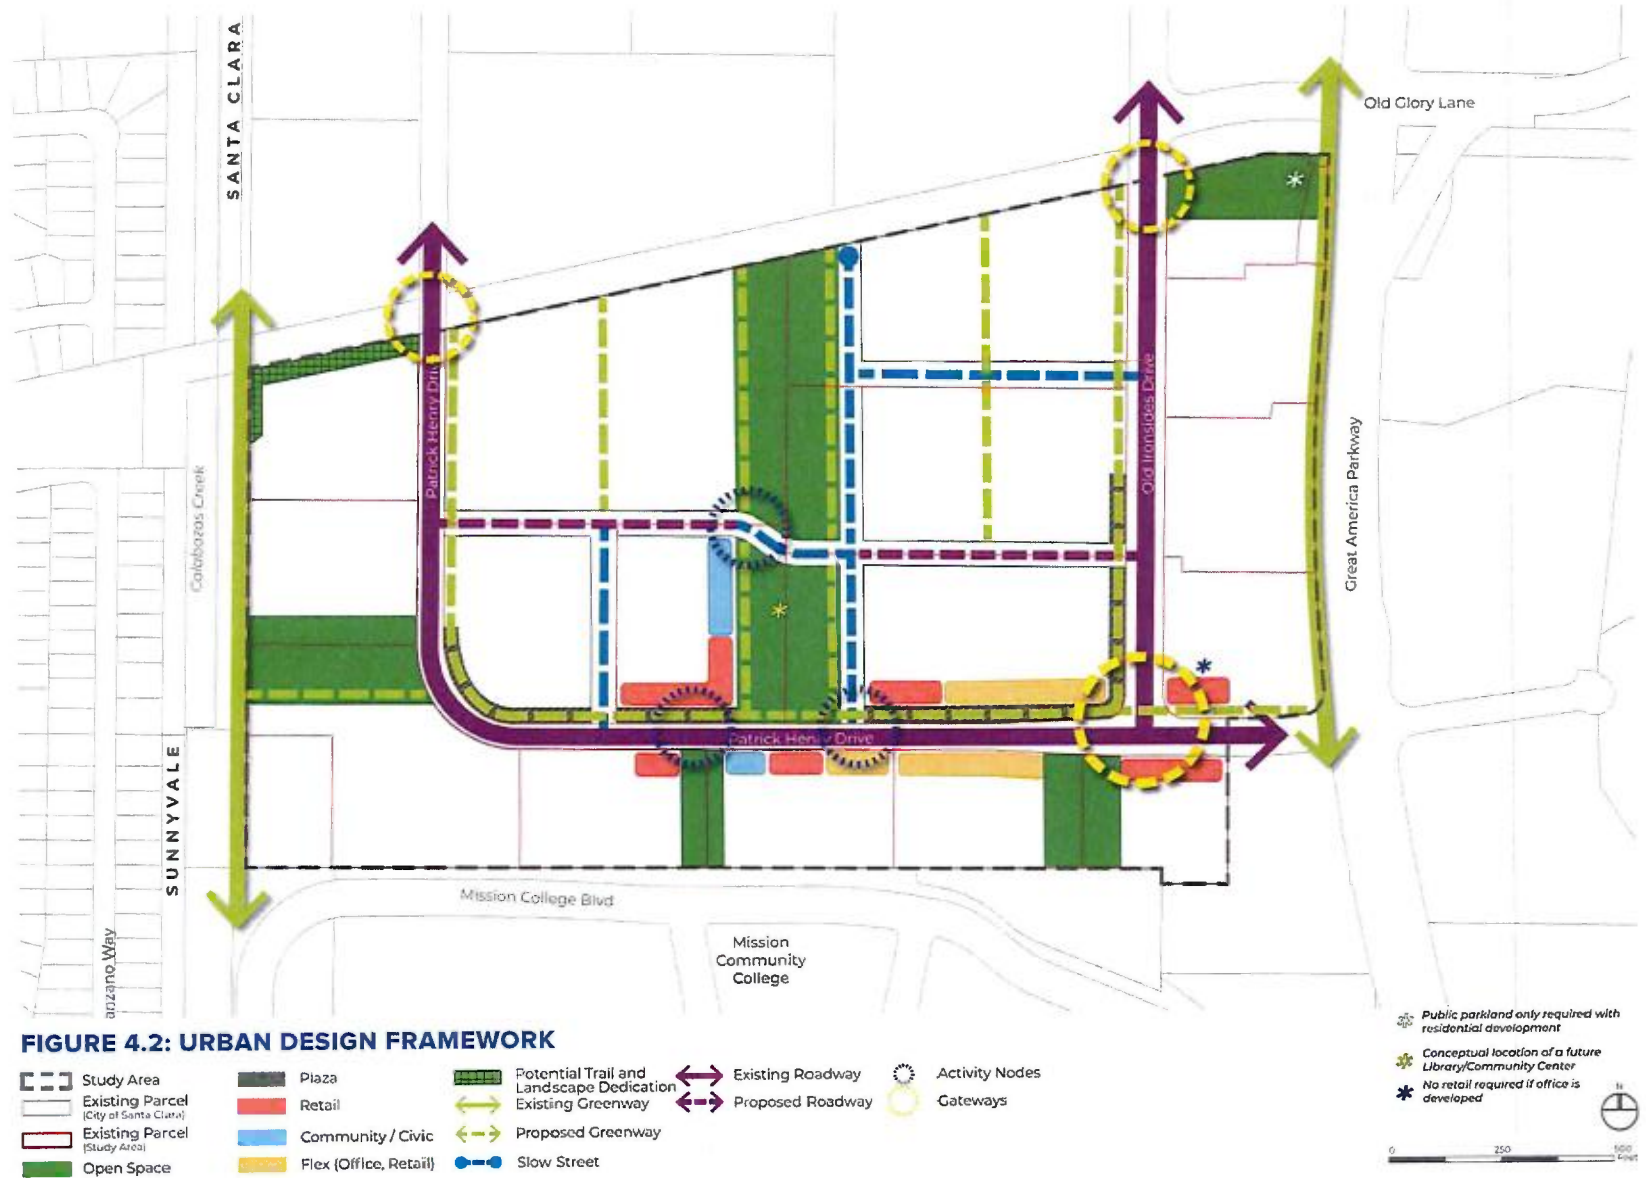 SANTA CLARA
Old Glory Lane
Patrick Henry Drive
Old Ironsides Drive
Great America Parkway
Calabazas Creek
Patrick Henry Drive
SUNNYVALE
Mission College Blvd
anzano Way
Mission
Community
College
FIGURE 4.2: URBAN DESIGN FRAMEWORK
Study Area
Existing Parcel
(City of Santa Clara)
Existing Parcel
(Study Area)
Open Space
Plaza
Retail
Community / Civic
Flex (Office, Retail)
Potential Trail and
Landscape Dedication
Existing Greenway
Proposed Greenway
Slow Street
Existing Roadway
Proposed Roadway
Activity Nodes
Gateways
Public parkland only required with
residential development
Conceptual location of a future
Library/Community Center
No retail required if office is
developed
N
0 250 500
Feet